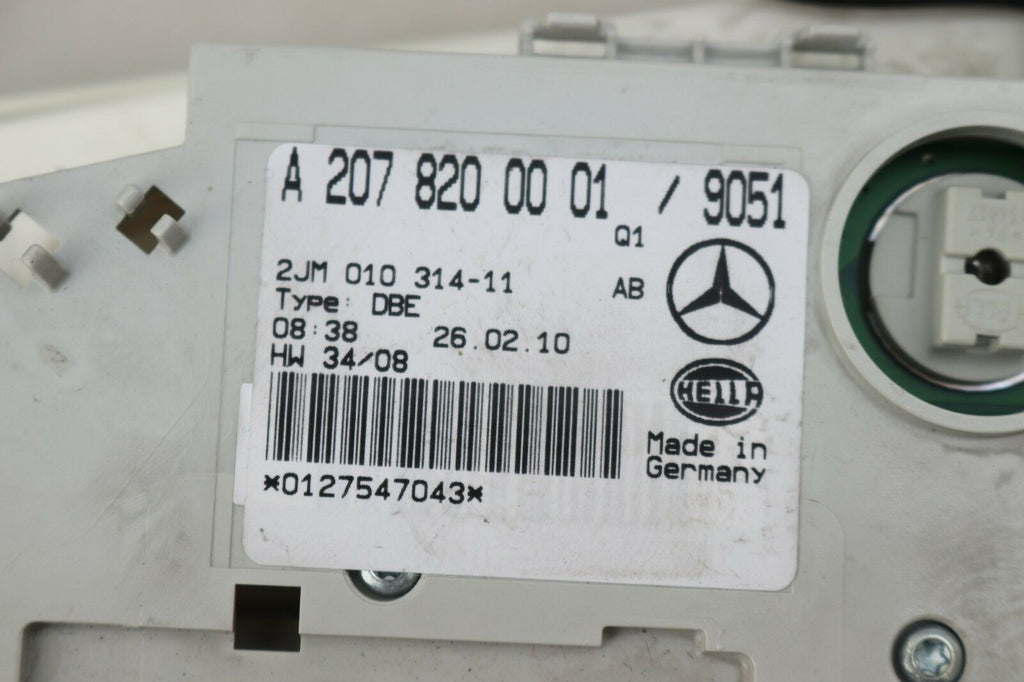 A 207 820 00 01 / 9051
Q1
2JM 010 314-11
AB
Type: DBE
08:38 26.02.10
HW 34/08
HELLA
Made in
Germany
*0127547043*